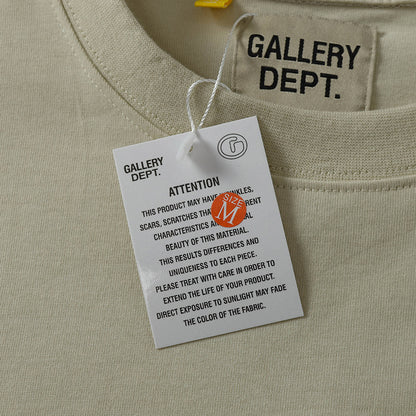 GALLERY
DEPT.
GALLERY
DEPT.
G
ATTENTION
THIS PRODUCT MAY HAVE WRINKLES,
SCARS, SCRATCHES
SIZE
M
CHARACTERISTICS
BEAUTY OF THIS MATERIAL.
THIS RESULTS DIFFERENCES AND
UNIQUENESS TO EACH PIECE.
PLEASE TREAT WITH CARE IN ORDER TO
EXTEND THE LIFE OF YOUR PRODUCT.
DIRECT EXPOSURE TO SUNLIGHT MAY FADE
THE COLOR OF THE FABRIC.